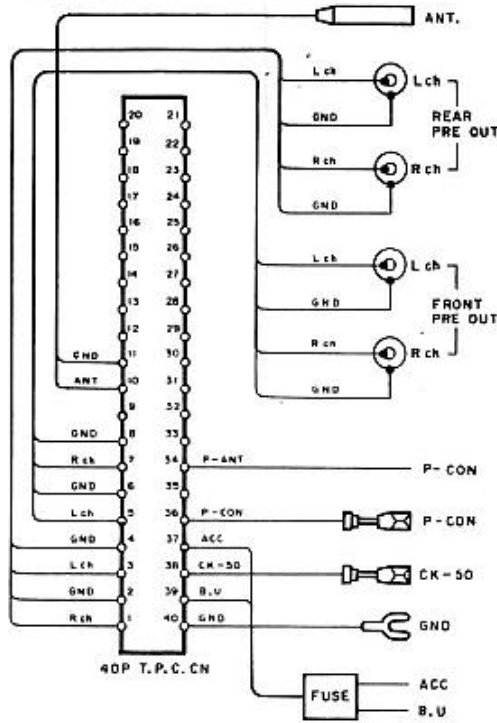 ANT.
L ch
L ch
GND
REAR
PRE OUT
R ch
R ch
GND
L ch
L ch
GND
FRONT
PRE OUT
R ch
R ch
GND
20 21
19 22
18 23
17 24
16 25
15 26
14 27
13 28
12 29
GND 11 30
ANT 10 31
9 32
GND 8 33
R ch 7 34 P-ANT P-CON
GND 6 35
L ch 5 36 P-CON P-CON
GND 4 37 ACC
L ch 3 38 CK-50 CK-50
GND 2 39 B.U
R ch 1 40 GND GND
40P T.P.C. CN
FUSE
ACC
B.U